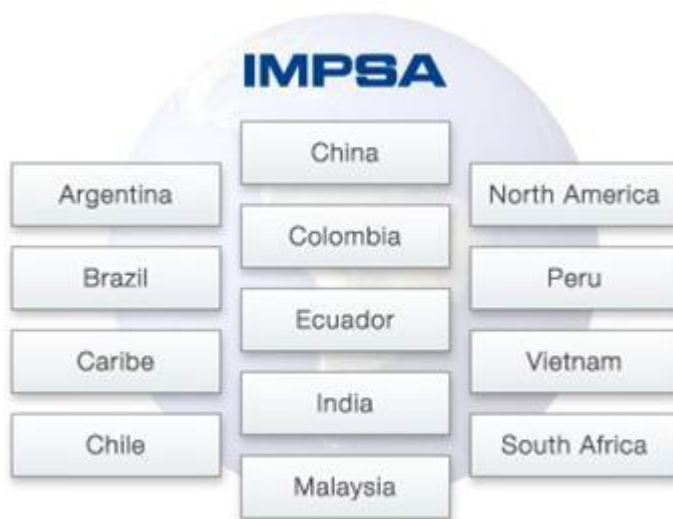 IMPSA
Argentina
Brazil
Caribe
Chile
China
Colombia
Ecuador
India
Malaysia
North America
Peru
Vietnam
South Africa